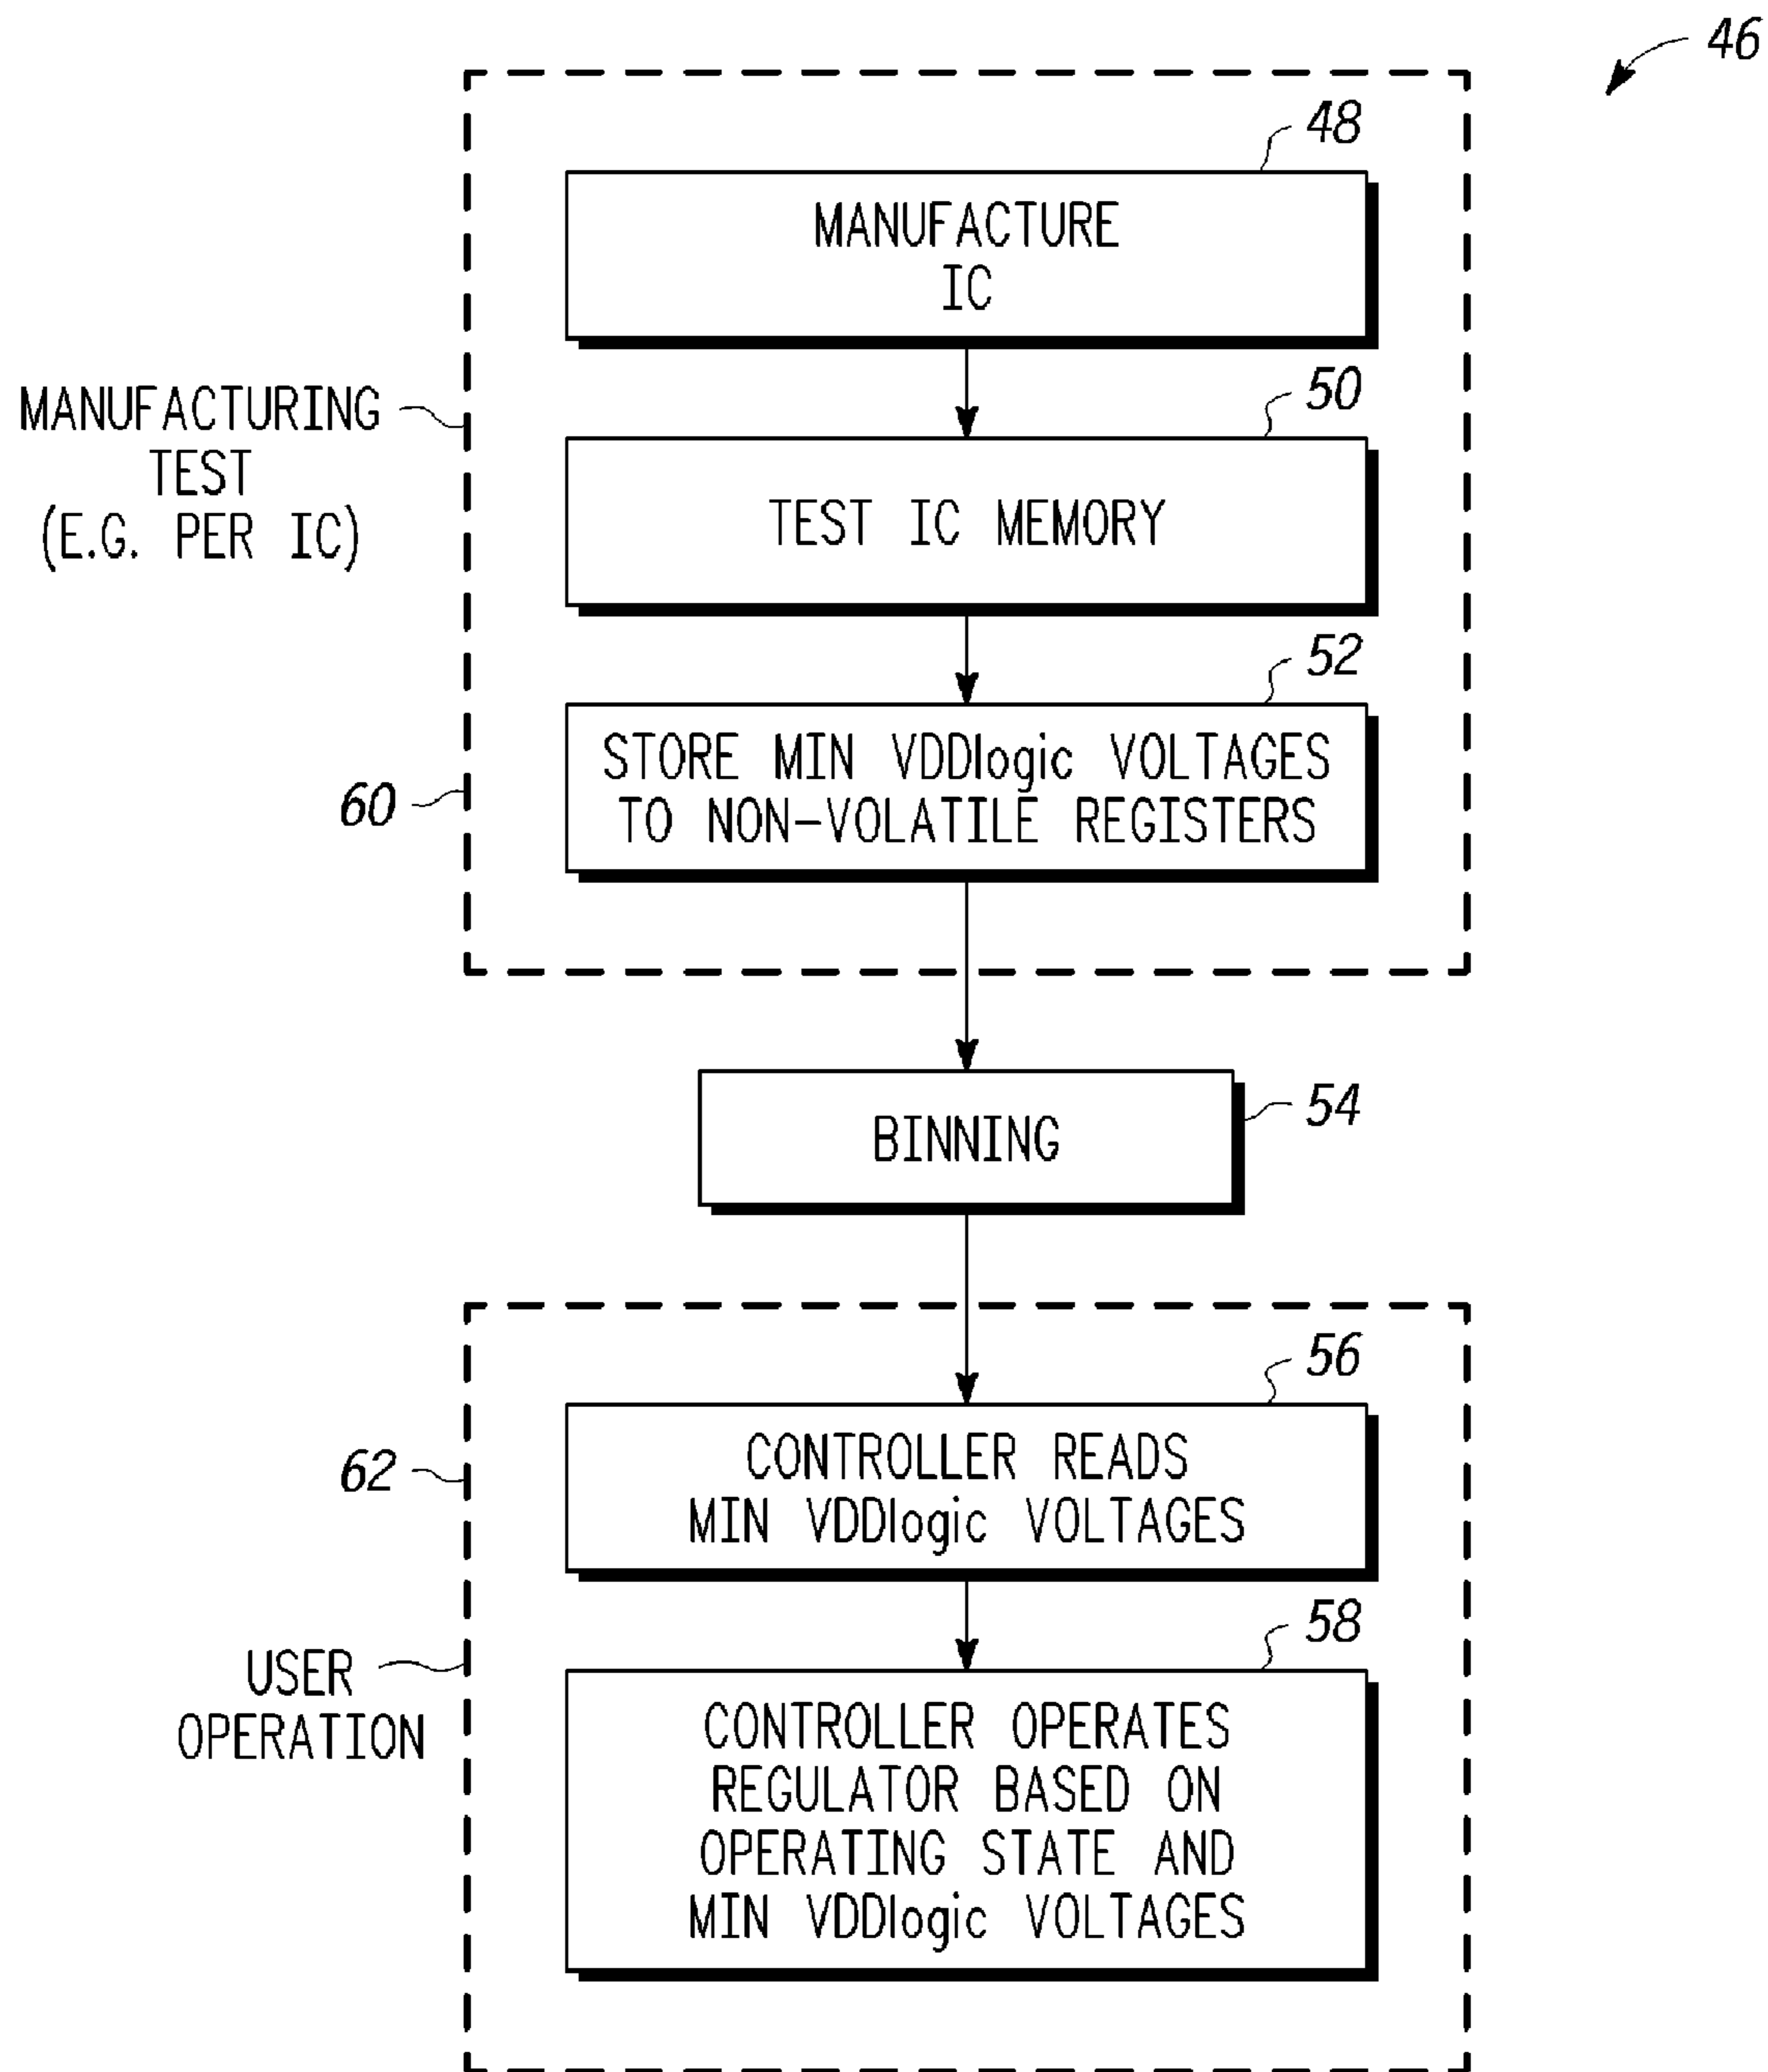 46
48
MANUFACTURE
IC
MANUFACTURING
TEST
(E.G. PER IC)
50
TEST IC MEMORY
52
STORE MIN VDDlogic VOLTAGES
TO NON-VOLATILE REGISTERS
60
BINNING
54
56
CONTROLLER READS
MIN VDDlogic VOLTAGES
62
58
USER
OPERATION
CONTROLLER OPERATES
REGULATOR BASED ON
OPERATING STATE AND
MIN VDDlogic VOLTAGES